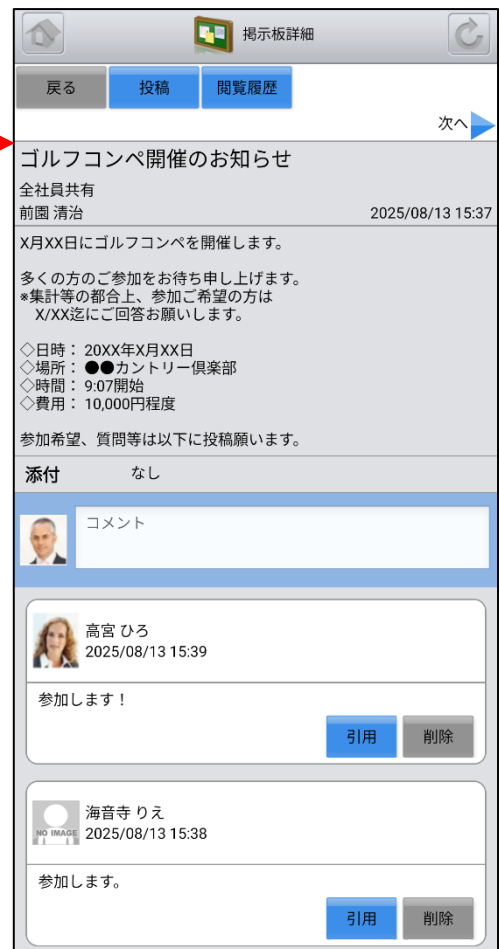 掲示板詳細
戻る
投稿
閲覧履歴
次へ
ゴルフコンペ開催のお知らせ
全社員共有
前園 清治 2025/08/13 15:37
X月XX日にゴルフコンペを開催します。
多くの方のご参加をお待ち申し上げます。
*集計等の都合上、参加ご希望の方は
X/XX迄にご回答お願いします。
◇日時： 20XX年X月XX日
◇場所： ●●カントリー倶楽部
◇時間： 9:07開始
◇費用： 10,000円程度
参加希望、質問等は以下に投稿願います。
添付 なし
コメント
高宮 ひろ
2025/08/13 15:39
参加します！
引用 削除
海音寺 りえ
NO IMAGE 2025/08/13 15:38
参加します。
引用 削除